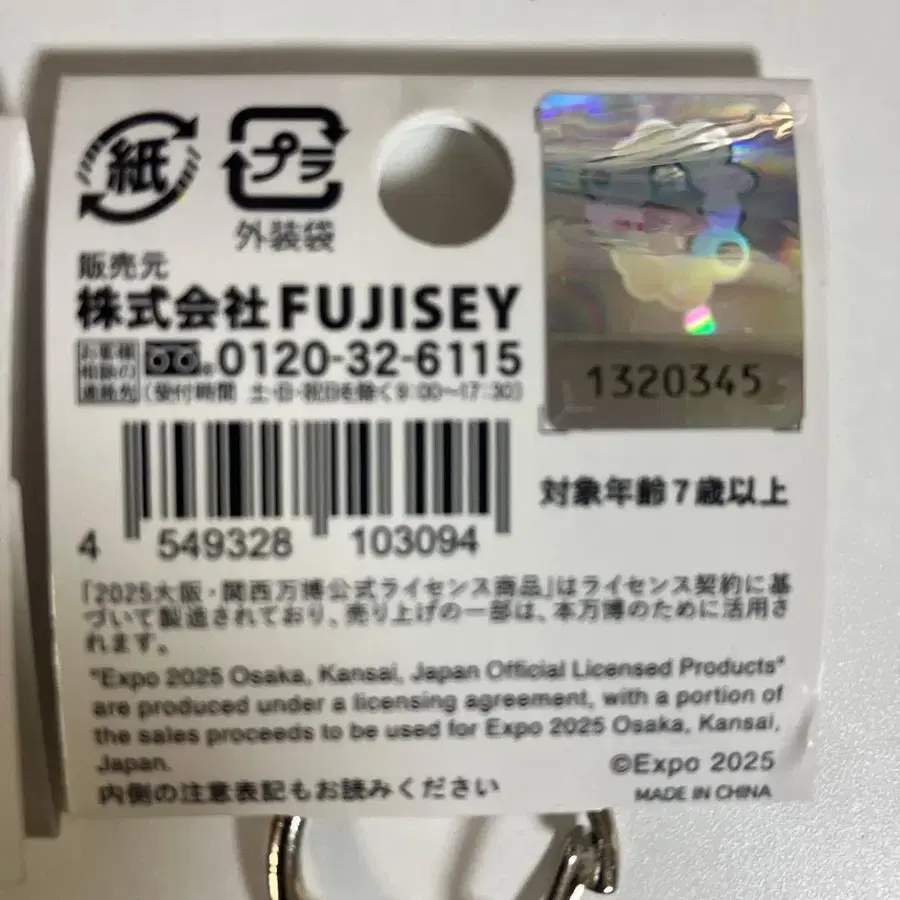 紙
プラ
外装袋
販売元
株式会社FUJISEY
お客様相談の連絡先 0120-32-6115
(受付時間 土・日・祝日を除く9:00〜17:30)
1320345
4 549328 103094
対象年齢7歳以上
「2025大阪・関西万博公式ライセンス商品」はライセンス契約に基
づいて製造されており、売り上げの一部は、本万博のために活用さ
れます。
"Expo 2025 Osaka, Kansai, Japan Official Licensed Products"
are produced under a licensing agreement, with a portion of
the sales proceeds to be used for Expo 2025 Osaka, Kansai,
Japan.
©Expo 2025
内側の注意表記もお読みください
MADE IN CHINA